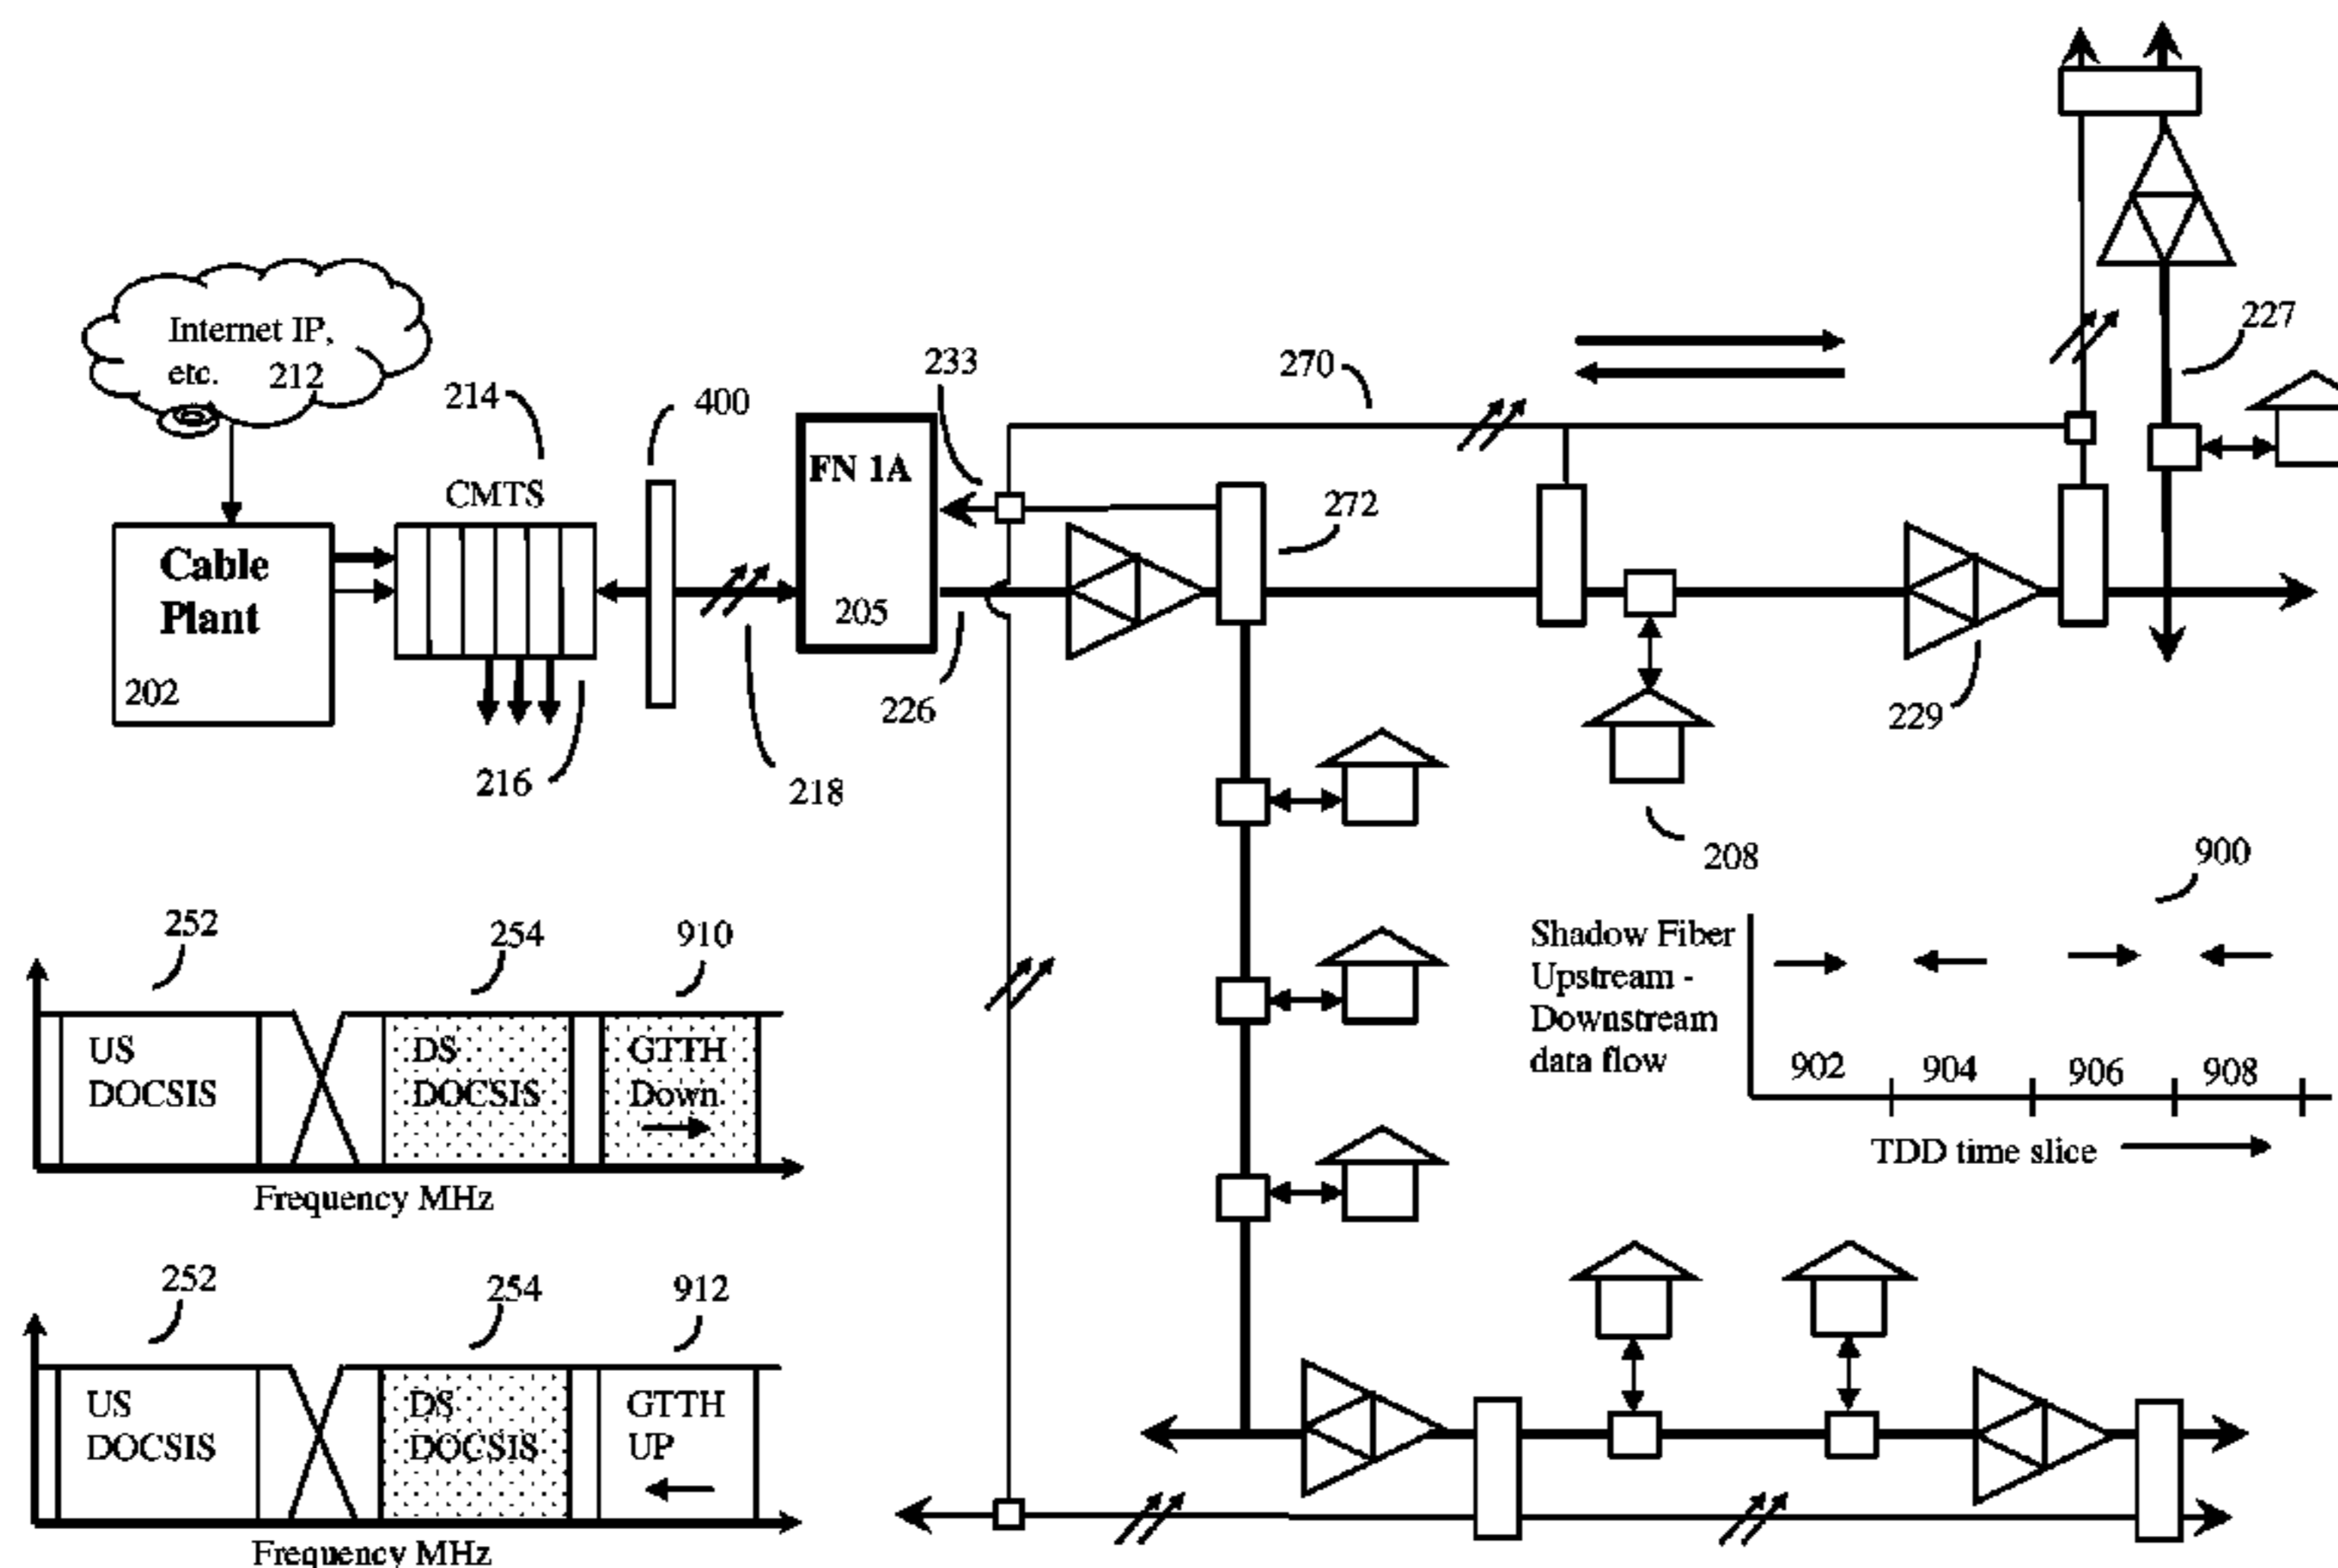 Internet IP,
etc. 212
214
CMTS
400
233
270
227
FN 1A
205
272
Cable
Plant
202
216
218
226
229
208
900
252
254
910
US
DOCSIS
DS
DOCSIS
GTTH
Down
Frequency MHz
Shadow Fiber
Upstream -
Downstream
data flow
902
904
906
908
TDD time slice
252
254
912
US
DOCSIS
DS
DOCSIS
GTTH
UP
Frequency MHz